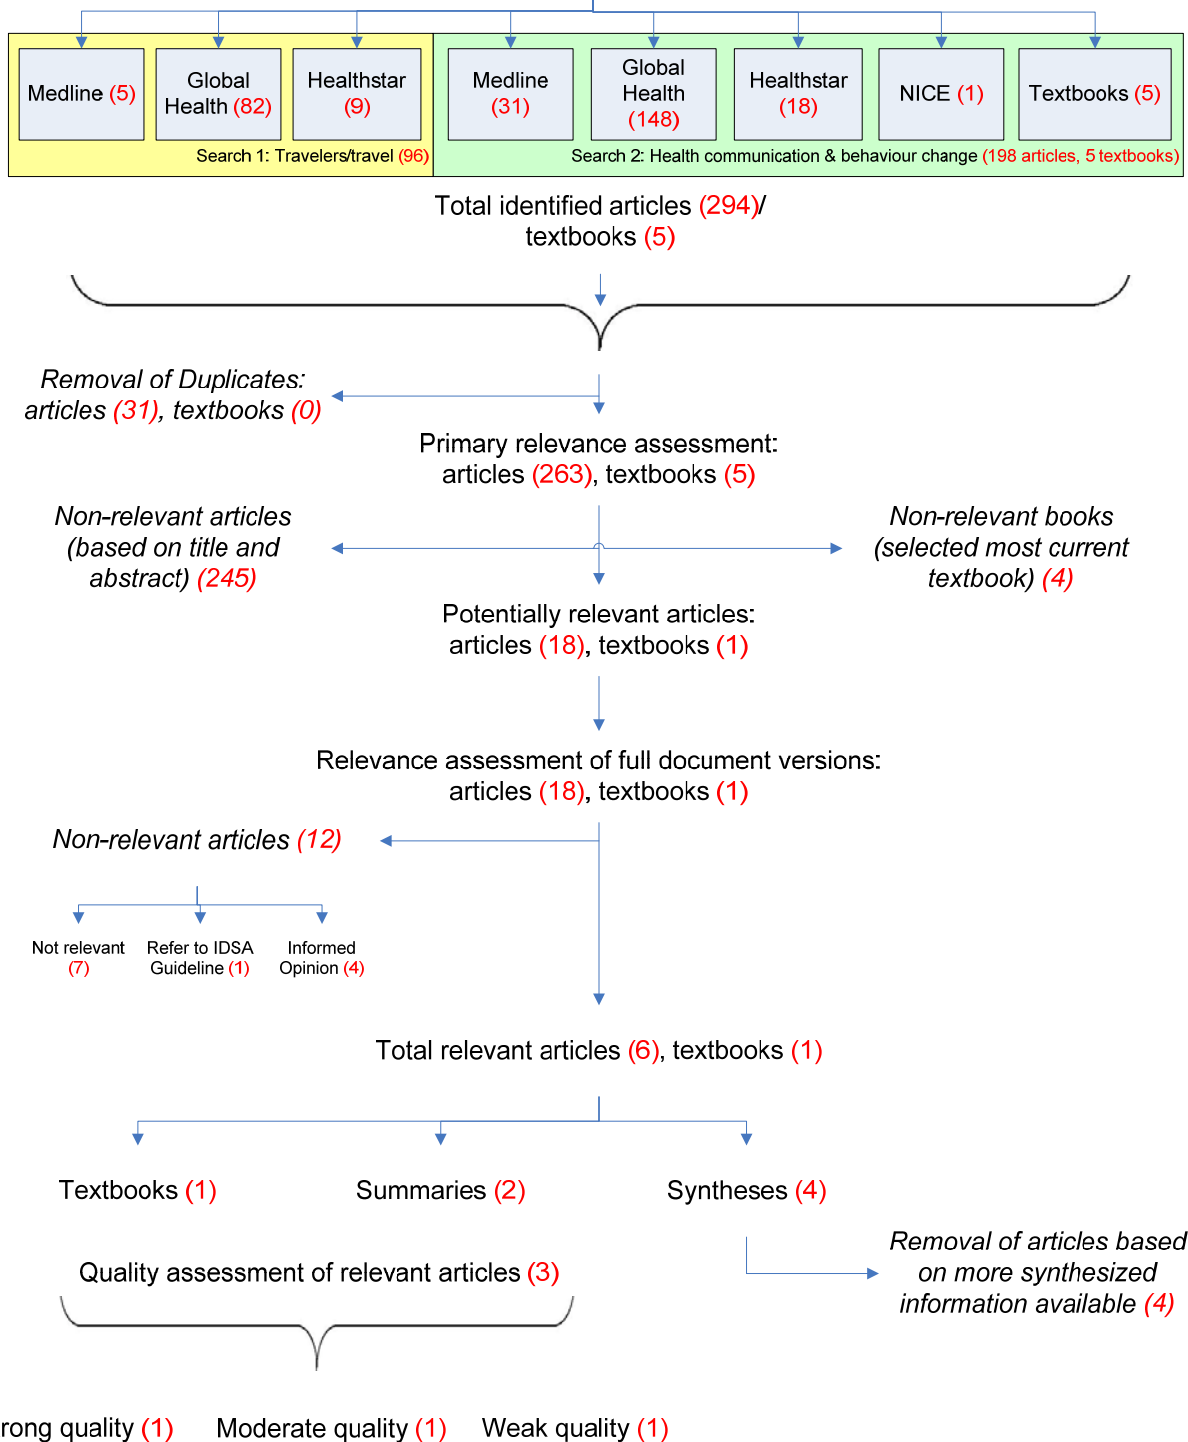 Medline (5)
Global
Health (82)
Healthstar
(9)
Medline
(31)
Global
Health
(148)
Healthstar
(18)
NICE (1)
Textbooks (5)
Search 1: Travelers/travel (96)
Search 2: Health communication & behaviour change (198 articles, 5 textbooks)
Total identified articles (294)/
textbooks (5)
Removal of Duplicates:
articles (31), textbooks (0)
Primary relevance assessment:
articles (263), textbooks (5)
Non-relevant articles
(based on title and
abstract) (245)
Non-relevant books
(selected most current
textbook) (4)
Potentially relevant articles:
articles (18), textbooks (1)
Relevance assessment of full document versions:
articles (18), textbooks (1)
Non-relevant articles (12)
Not relevant
(7)
Refer to IDSA
Guideline (1)
Informed
Opinion (4)
Total relevant articles (6), textbooks (1)
Textbooks (1)
Summaries (2)
Syntheses (4)
Removal of articles based
on more synthesized
information available (4)
Quality assessment of relevant articles (3)
rong quality (1)
Moderate quality (1)
Weak quality (1)